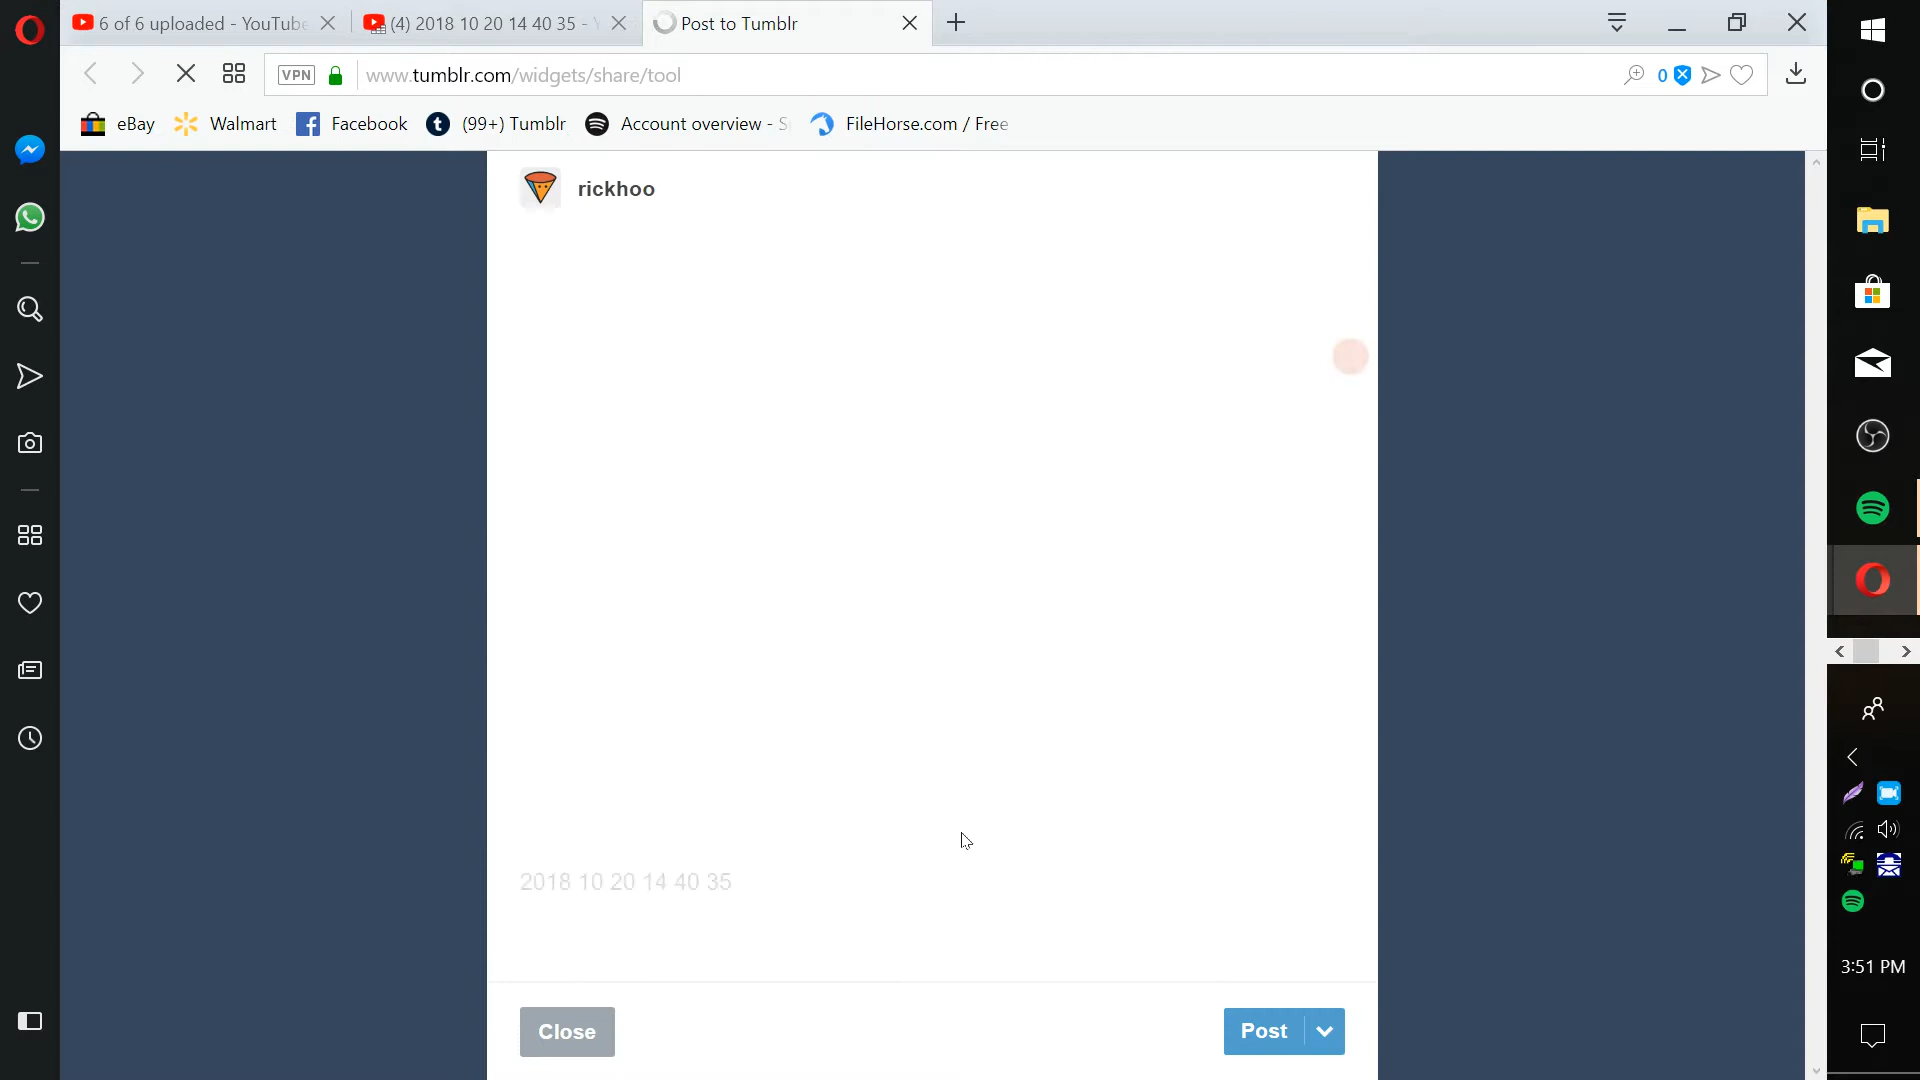 6 of 6 uploaded - YouTube
(4) 2018 10 20 14 40 35 - Y
Post to Tumblr
VPN
www.tumblr.com/widgets/share/tool
0
eBay
Walmart
Facebook
t
(99+) Tumblr
Account overview - S
FileHorse.com / Free
rickhoo
2018 10 20 14 40 35
Close
Post
3:51 PM